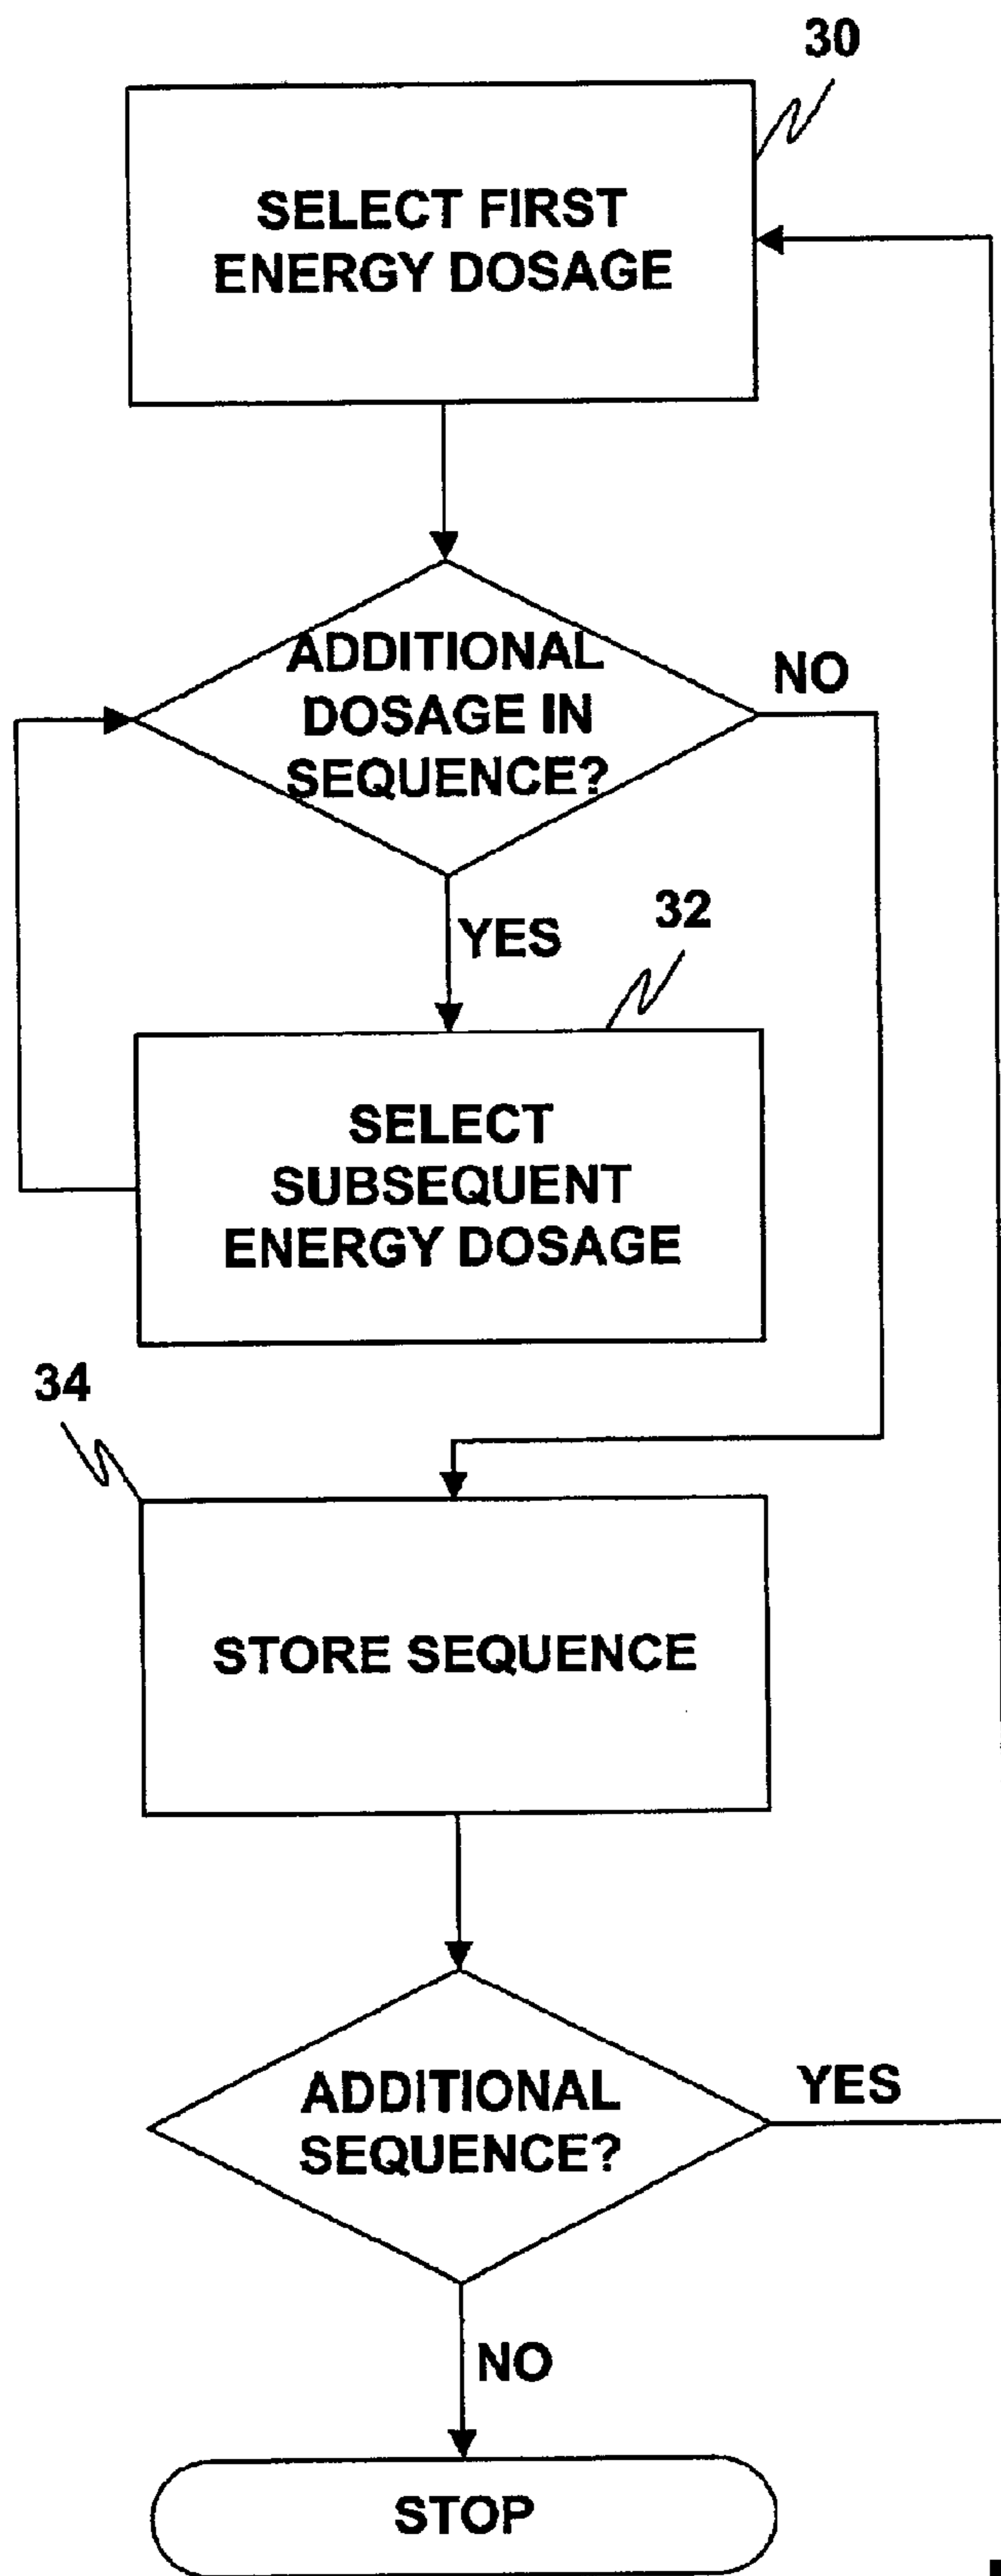 30
SELECT FIRST
ENERGY DOSAGE
ADDITIONAL
DOSAGE IN
SEQUENCE?
NO
YES
32
SELECT
SUBSEQUENT
ENERGY DOSAGE
34
STORE SEQUENCE
ADDITIONAL
SEQUENCE?
YES
NO
STOP